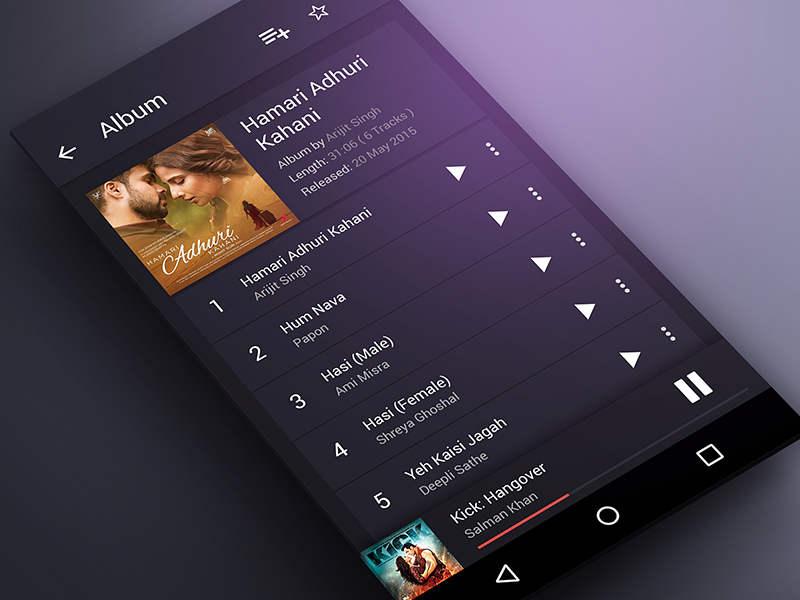 Album
Hamari Adhuri
Kahani
Album by Arijit Singh
Length: 31:06 ( 6 Tracks )
Released: 20 May 2015
HAMARI
Adhuri
KAHANI
1
Hamari Adhuri Kahani
Arijit Singh
2
Hum Nava
Papon
3
Hasi (Male)
Ami Misra
4
Hasi (Female)
Shreya Ghoshal
5
Yeh Kaisi Jagah
Deepli Sathe
KICK
Kick: Hangover
Salman Khan